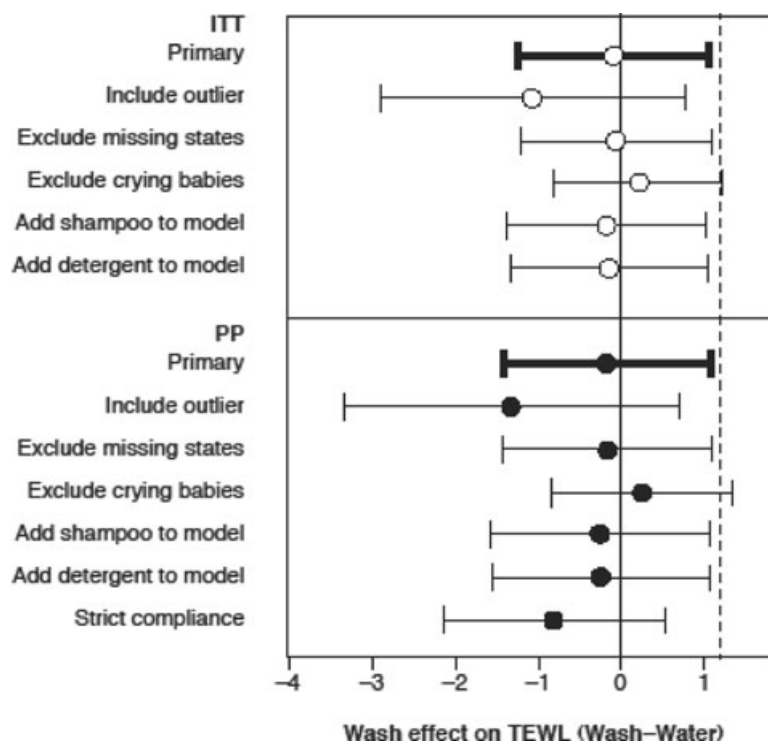 ITT
Primary
Include outlier
Exclude missing states
Exclude crying babies
Add shampoo to model
Add detergent to model
PP
Primary
Include outlier
Exclude missing states
Exclude crying babies
Add shampoo to model
Add detergent to model
Strict compliance
−4 −3 −2 −1 0 1
Wash effect on TEWL (Wash–Water)